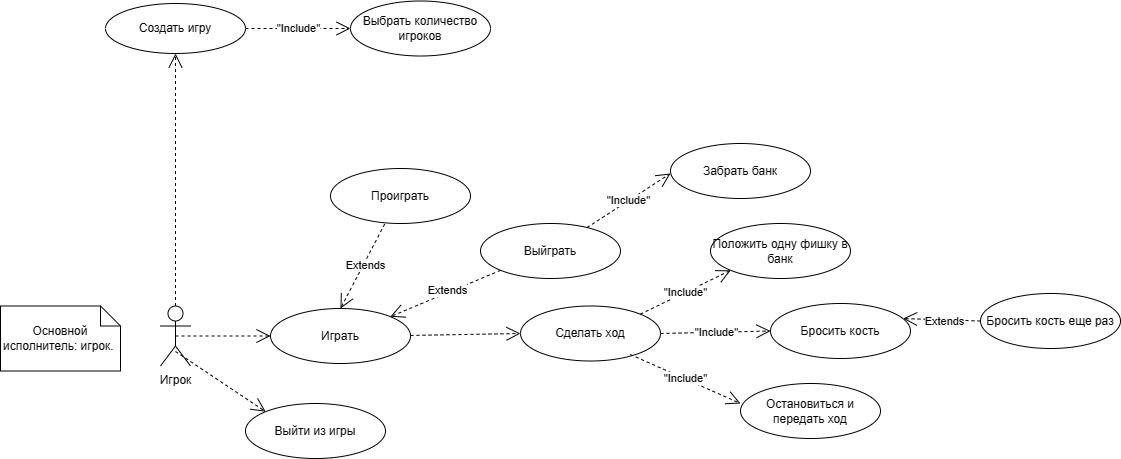 Создать игру
"Include"
Выбрать количество
игроков
Забрать банк
Проиграть
"Include"
Выйграть
Положить одну фишку в
банк
Extends
Extends
"Include"
Основной
исполнитель: игрок.
Играть
Сделать ход
"Include"
Бросить кость
Extends
Бросить кость еще раз
Игрок
"Include"
Остановиться и
передать ход
Выйти из игры